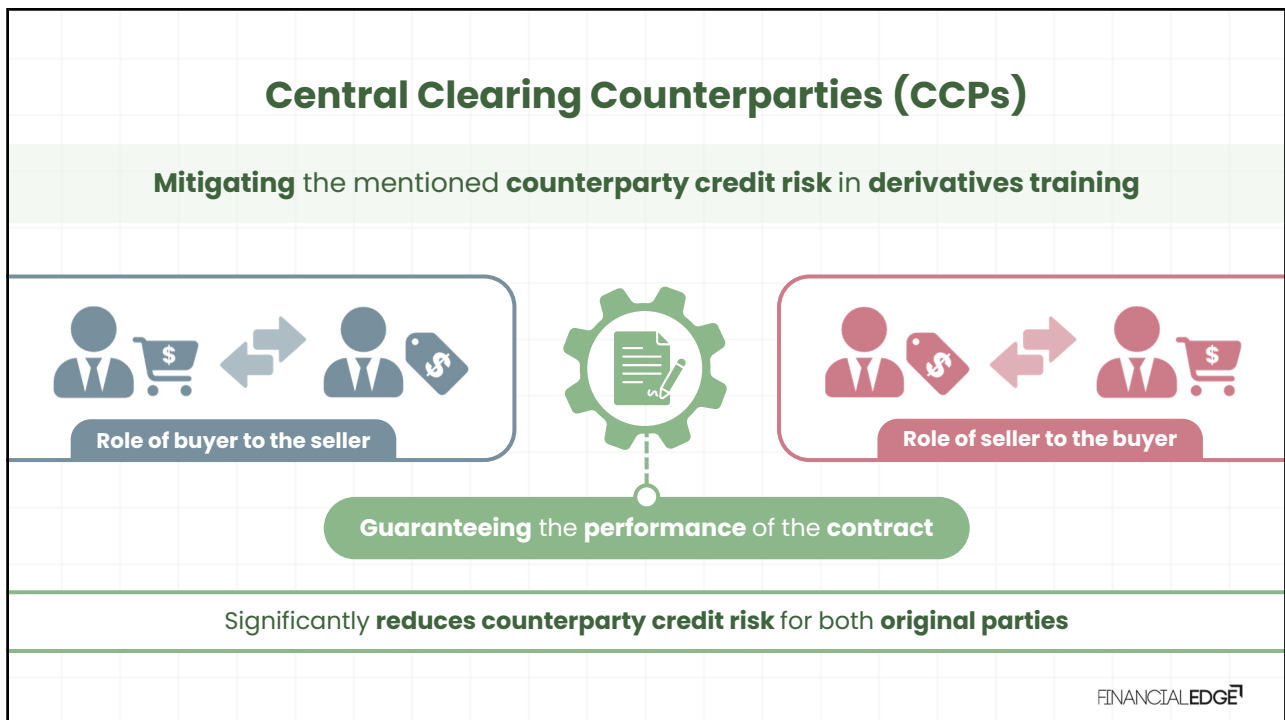 Central Clearing Counterparties (CCPs)
Mitigating the mentioned counterparty credit risk in derivatives training
$
$
$
$
Role of buyer to the seller
Role of seller to the buyer
Guaranteeing the performance of the contract
Significantly reduces counterparty credit risk for both original parties
FINANCIALEDGE